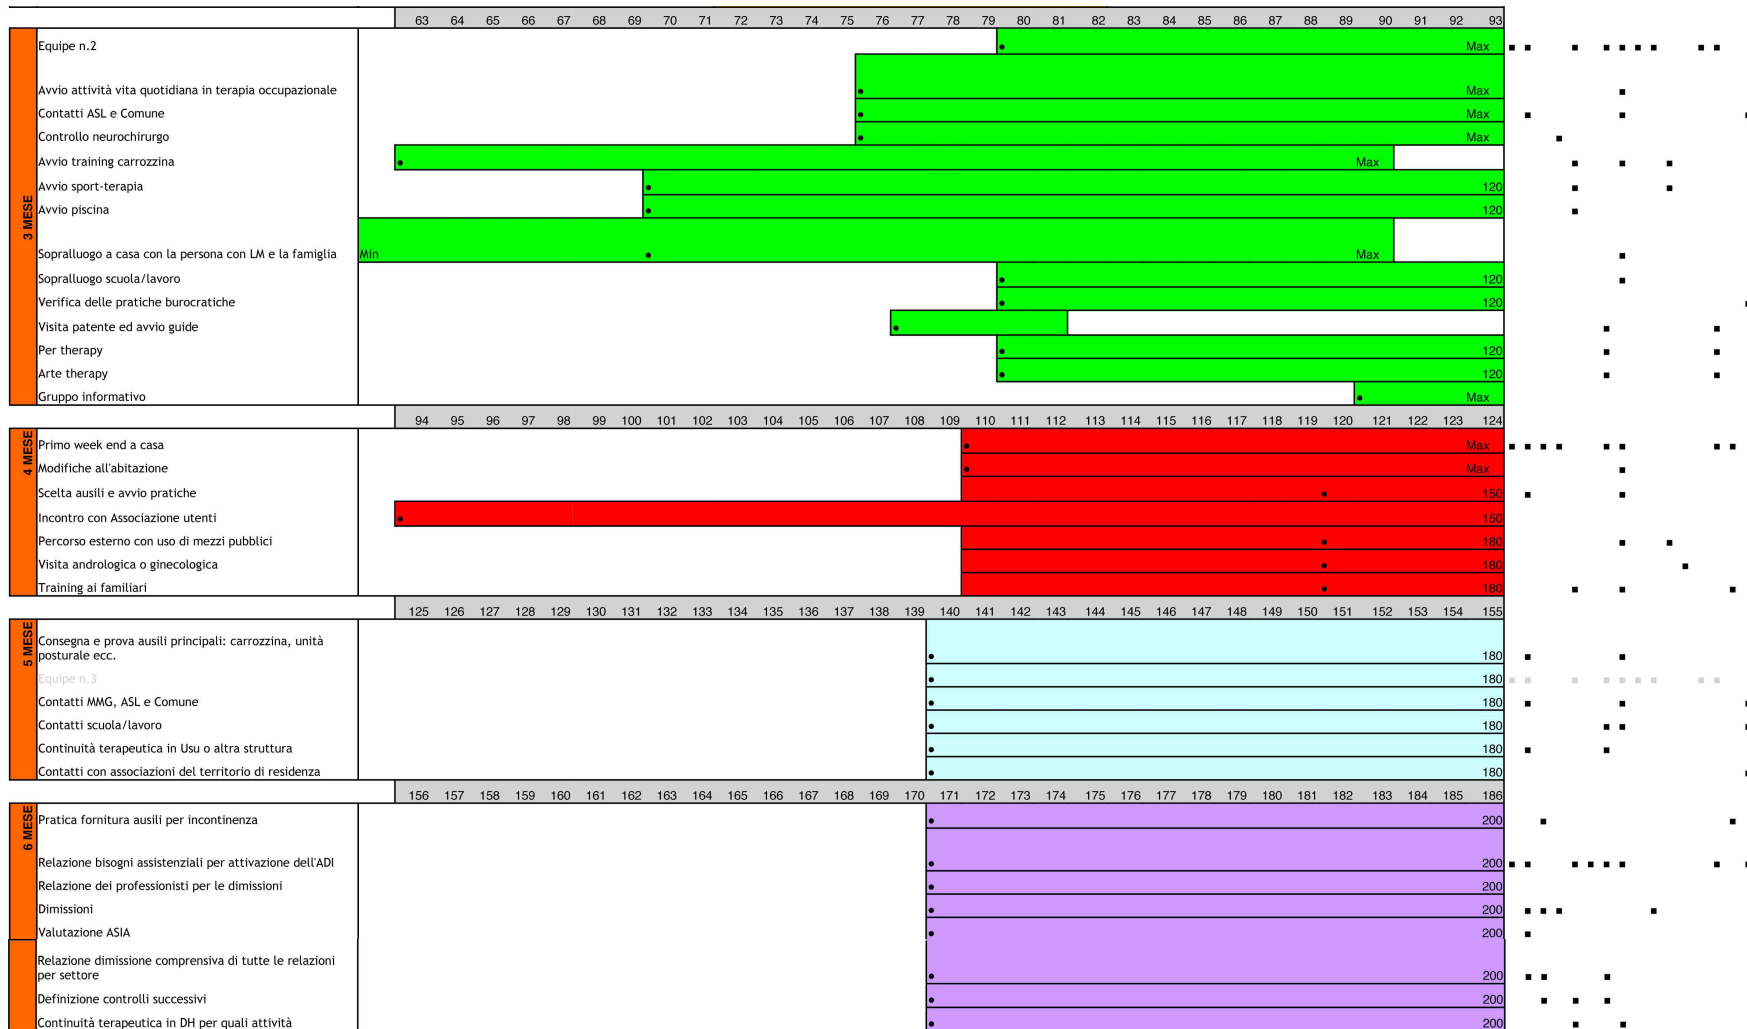 63 64 65 66 67 68 69 70 71 72 73 74 75 76 77 78 79 80 81 82 83 84 85 86 87 88 89 90 91 92 93
3 MESE
Equipe n.2 Max
Avvio attività vita quotidiana in terapia occupazionale Max
Contatti ASL e Comune Max
Controllo neurochirurgo Max
Avvio training carrozzina Max
Avvio sport-terapia 120
Avvio piscina 120
Sopralluogo a casa con la persona con LM e la famiglia Min Max
Sopralluogo scuola/lavoro 120
Verifica delle pratiche burocratiche 120
Visita patente ed avvio guide
Per therapy 120
Arte therapy 120
Gruppo informativo Max
94 95 96 97 98 99 100 101 102 103 104 105 106 107 108 109 110 111 112 113 114 115 116 117 118 119 120 121 122 123 124
4 MESE
Primo week end a casa Max
Modifiche all'abitazione Max
Scelta ausili e avvio pratiche 150
Incontro con Associazione utenti 150
Percorso esterno con uso di mezzi pubblici 180
Visita andrologica o ginecologica 180
Training ai familiari 180
125 126 127 128 129 130 131 132 133 134 135 136 137 138 139 140 141 142 143 144 145 146 147 148 149 150 151 152 153 154 155
5 MESE
Consegna e prova ausili principali: carrozzina, unità
posturale ecc. 180
Equipe n.3 180
Contatti MMG, ASL e Comune 180
Contatti scuola/lavoro 180
Continuità terapeutica in Usu o altra struttura 180
Contatti con associazioni del territorio di residenza 180
156 157 158 159 160 161 162 163 164 165 166 167 168 169 170 171 172 173 174 175 176 177 178 179 180 181 182 183 184 185 186
6 MESE
Pratica fornitura ausili per incontinenza 200
Relazione bisogni assistenziali per attivazione dell'ADI 200
Relazione dei professionisti per le dimissioni 200
Dimissioni 200
Valutazione ASIA 200
Relazione dimissione comprensiva di tutte le relazioni
per settore 200
Definizione controlli successivi 200
Continuità terapeutica in DH per quali attività 200